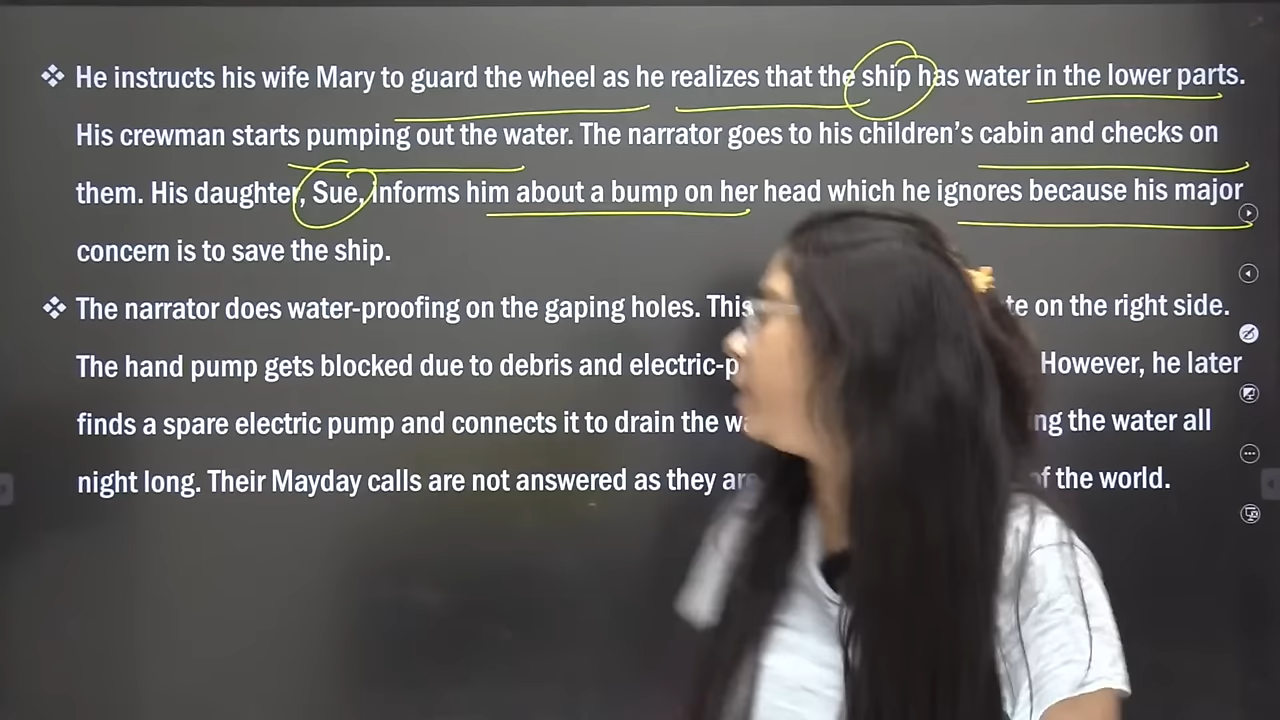 ❖ He instructs his wife Mary to guard the wheel as he realizes that the ship has water in the lower parts.
His crewman starts pumping out the water. The narrator goes to his children's cabin and checks on
them. His daughter, Sue, informs him about a bump on her head which he ignores because his major
concern is to save the ship.
❖ The narrator does water-proofing on the gaping holes. This on the right side.
The hand pump gets blocked due to debris and However, he later
finds a spare electric pump and connects it to drain the the water all
night long. Their Mayday calls are not answered as they of the world.